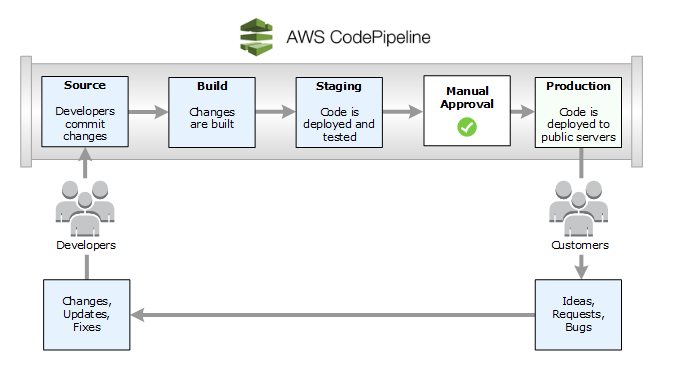 AWS CodePipeline
Source
Developers
commit
changes
Build
Changes
are built
Staging
Code is
deployed and
tested
Manual
Approval
Production
Code is
deployed to
public servers
Developers
Customers
Changes,
Updates,
Fixes
Ideas,
Requests,
Bugs